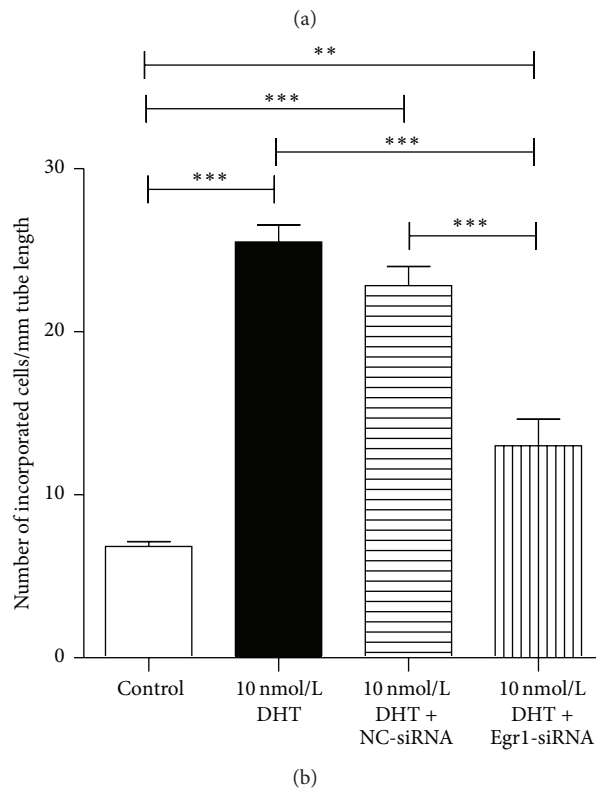 (a)
**
***
***
***
***
30
20
10
0
Number of incorporated cells/mm tube length
Control
10 nmol/L
DHT
10 nmol/L
DHT +
NC-siRNA
10 nmol/L
DHT +
Egr1-siRNA
(b)